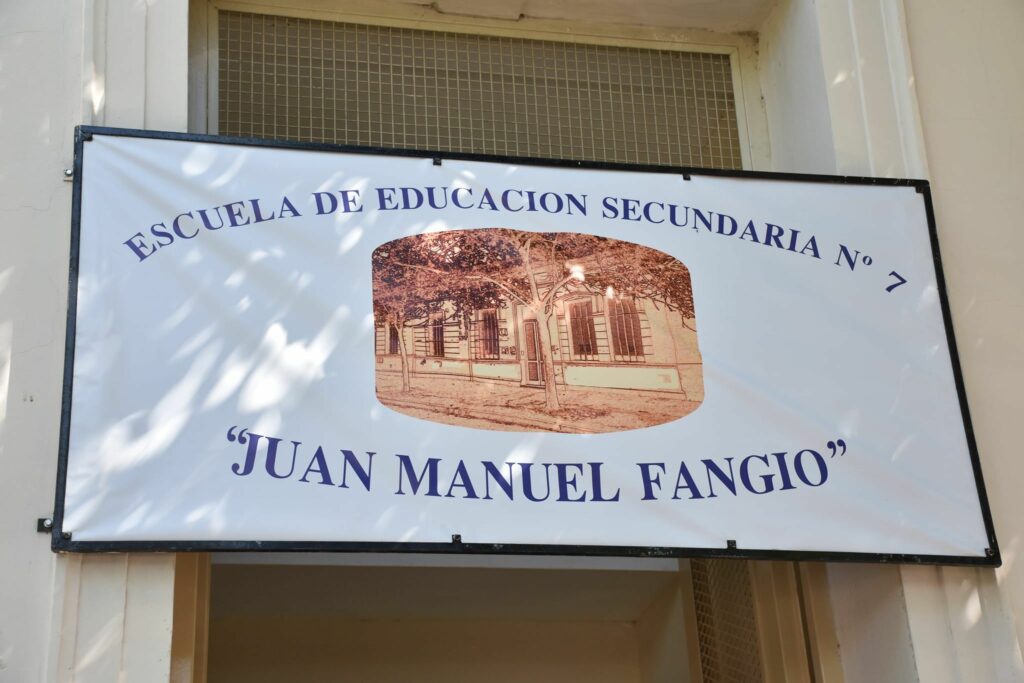 ESCUELA DE EDUCACION SECUNDARIA Nº 7
“JUAN MANUEL FANGIO”